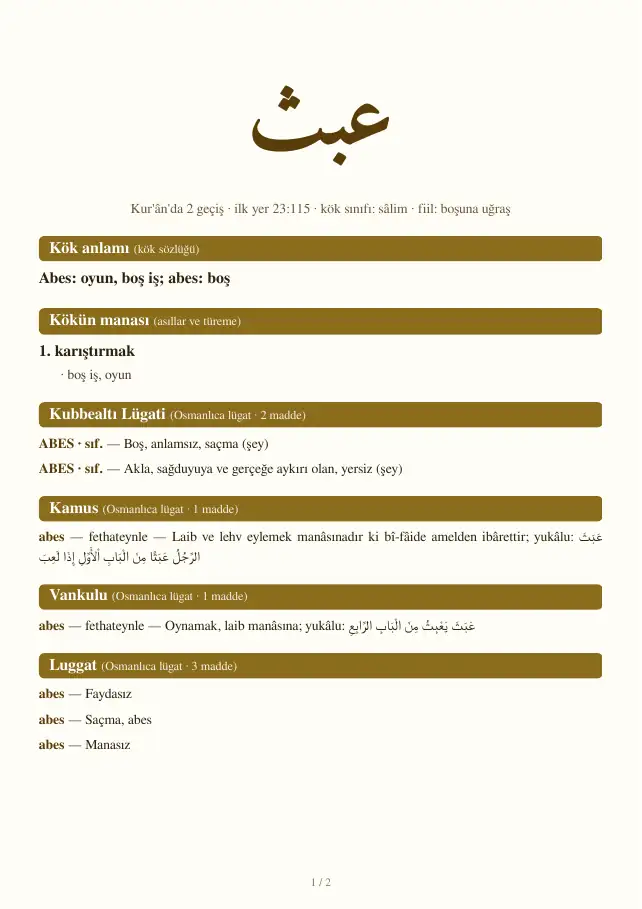 عبث
Kur'ân'da 2 geçiş · ilk yer 23:115 · kök sınıfı: sâlim · fiil: boşuna uğraş
Kök anlamı (kök sözlüğü)
Abes: oyun, boş iş; abes: boş
Kökün manası (asıllar ve türeme)
1. karıştırmak
· boş iş, oyun
Kubbealtı Lügati (Osmanlıca lügat · 2 madde)
ABES · sıf. — Boş, anlamsız, saçma (şey)
ABES · sıf. — Akla, sağduyuya ve gerçeğe aykırı olan, yersiz (şey)
Kamus (Osmanlıca lügat · 1 madde)
abes — fethateynle — Laib ve lehv eylemek manâsınadır ki bî-fâide amelden ibârettir; yukâlu: عَبَثَ
الرَّجُلُ عَبَثًا مِنَ الْبَابِ الْأَوَّلِ إِذَا لَعِبَ
Vankulu (Osmanlıca lügat · 1 madde)
abes — fethateynle — Oynamak, laib manâsına; yukâlu: عَبَثَ يَعْبِثُ مِنَ الْبَابِ الرَّابِعِ
Luggat (Osmanlıca lügat · 3 madde)
abes — Faydasız
abes — Saçma, abes
abes — Manasız
1 / 2